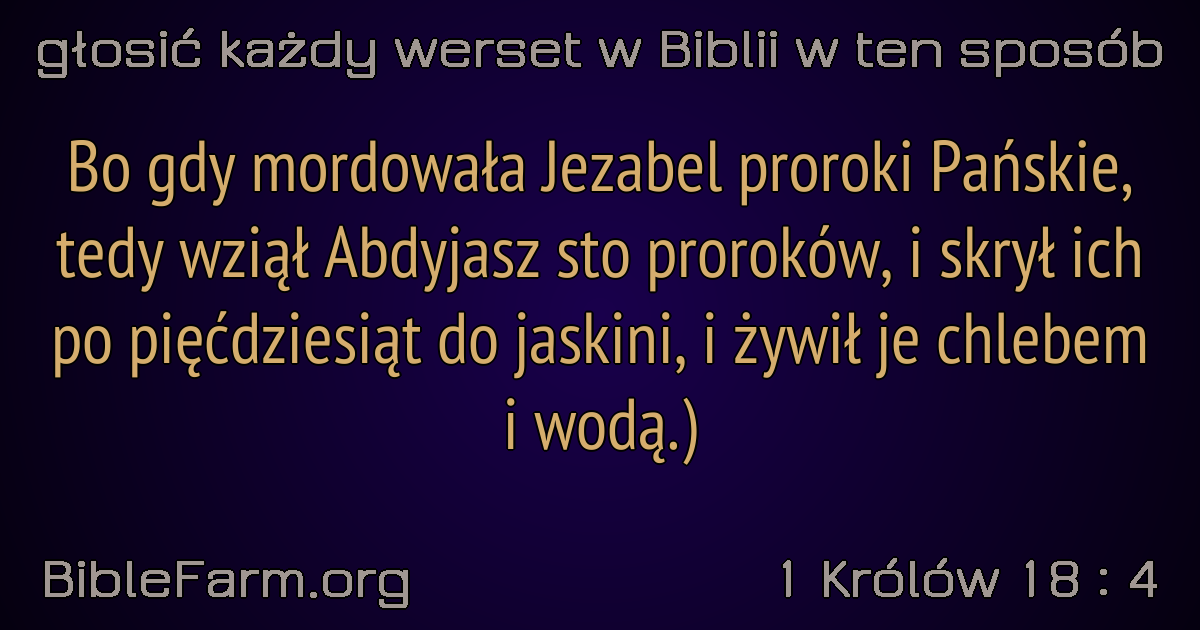 głosić każdy werset w Biblii w ten sposób
Bo gdy mordowała Jezabel proroki Pańskie,
tedy wziął Abdyjasz sto proroków, i skrył ich
po pięćdziesiąt do jaskini, i żywił je chlebem
i wodą.)
BibleFarm.org
1 Królów 18 : 4